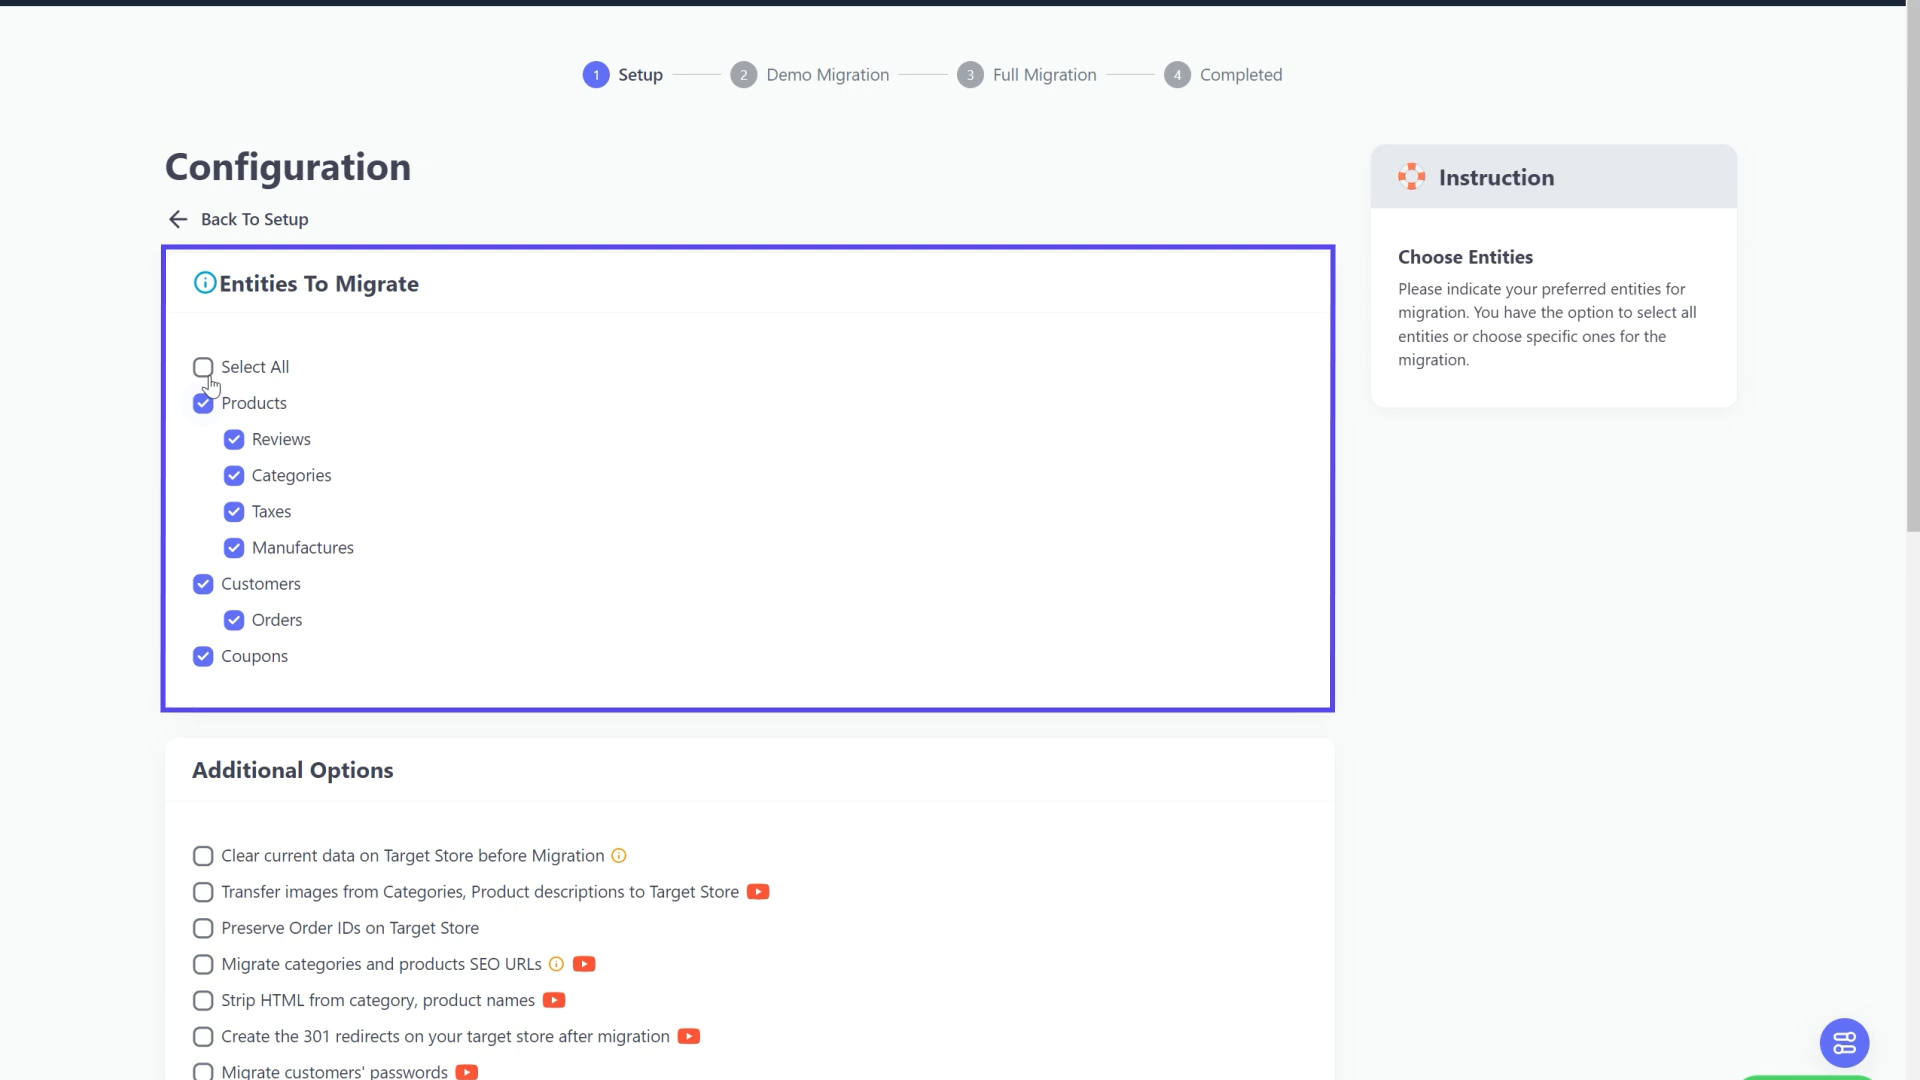 1 Setup 2 Demo Migration 3 Full Migration 4 Completed
Configuration
Back To Setup
Entities To Migrate
Select All
Products
Reviews
Categories
Taxes
Manufactures
Customers
Orders
Coupons
Instruction
Choose Entities
Please indicate your preferred entities for
migration. You have the option to select all
entities or choose specific ones for the
migration.
Additional Options
Clear current data on Target Store before Migration
Transfer images from Categories, Product descriptions to Target Store
Preserve Order IDs on Target Store
Migrate categories and products SEO URLs
Strip HTML from category, product names
Create the 301 redirects on your target store after migration
Migrate customers' passwords